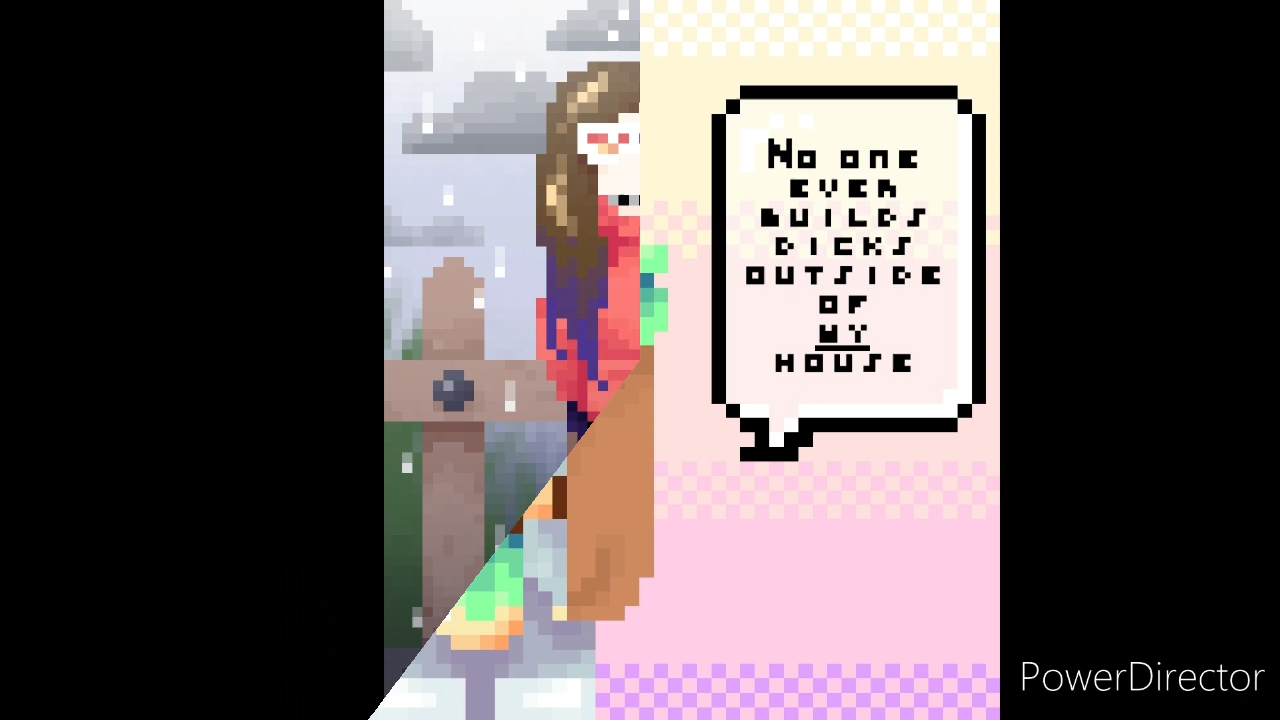 No one
ever
builds
dicks
outside
of
my
house
PowerDirector